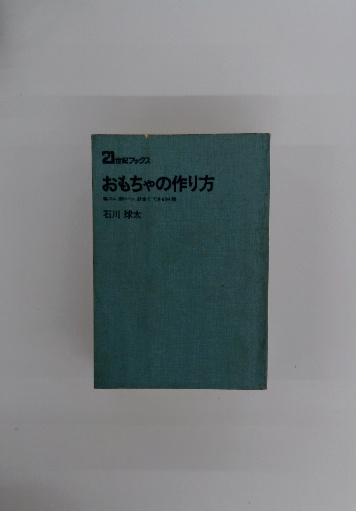 21世紀ブックス
おもちゃの作り方
石川 球太